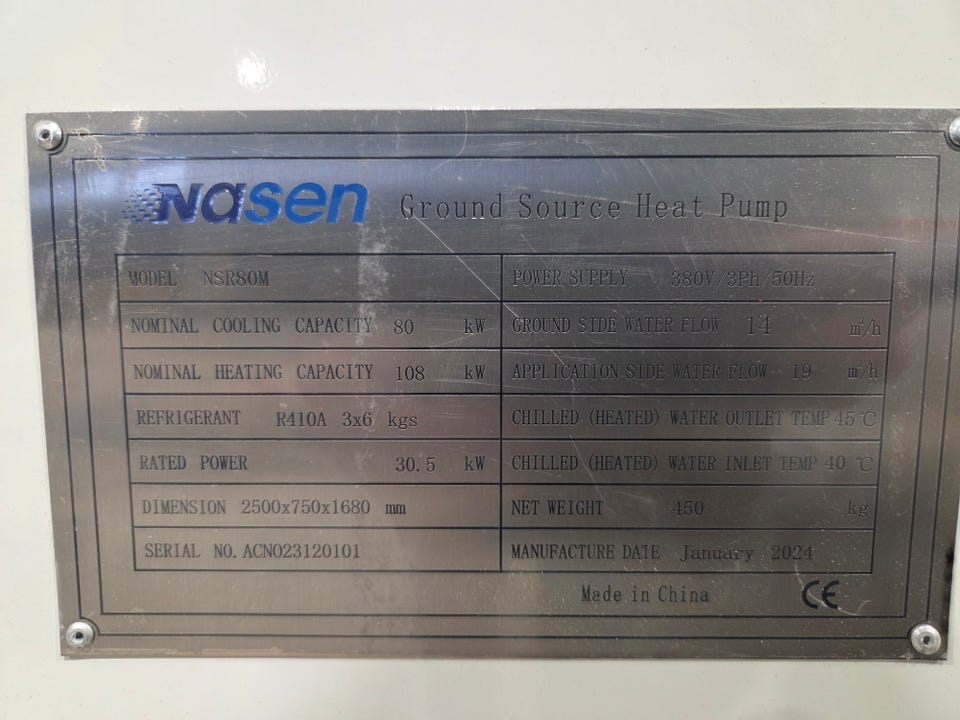 Nasen Ground Source Heat Pump
MODEL NSR80M POWER SUPPLY 380V/3Ph/50Hz
NOMINAL COOLING CAPACITY 80 kW GROUND SIDE WATER FLOW 14 m³/h
NOMINAL HEATING CAPACITY 108 kW APPLICATION SIDE WATER FLOW 19 m³/h
REFRIGERANT R410A 3x6 kgs CHILLED (HEATED) WATER OUTLET TEMP 45℃
RATED POWER 30.5 kW CHILLED (HEATED) WATER INLET TEMP 40 ℃
DIMENSION 2500x750x1680 mm NET WEIGHT 450 kg
SERIAL NO. ACNO23120101 MANUFACTURE DATE January 2024
Made in China CE